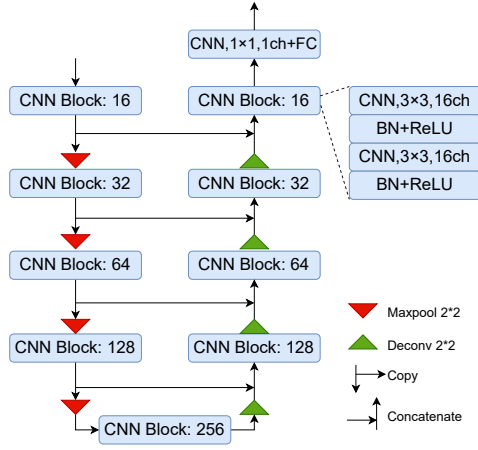 CNN,1×1,1ch+FC
CNN Block: 16
CNN Block: 16
CNN,3×3,16ch
BN+ReLU
CNN,3×3,16ch
BN+ReLU
CNN Block: 32
CNN Block: 32
CNN Block: 64
CNN Block: 64
CNN Block: 128
CNN Block: 128
CNN Block: 256
Maxpool 2*2
Deconv 2*2
Copy
Concatenate